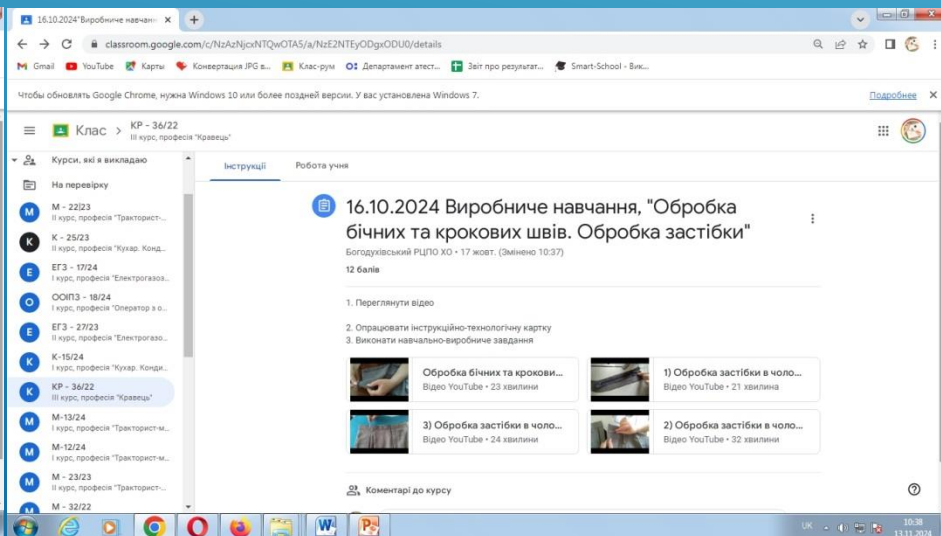 16.10.2024"Виробниче навчан
classroom.google.com/c/NzAzNjcxNTQwOTA5/a/NzE2NTEyODgxODU0/details
Gmail YouTube Карты Конвертация JPG в... Клас-рум Департамент атест... Звіт про результат... Smart-School - Вик...
Чтобы обновлять Google Chrome, нужна Windows 10 или более поздней версии. У вас установлена Windows 7.
Подробнее
Клас > КР - 36/22
ІІІ курс, професія "Кравець"
Курси, які я викладаю
На перевірку
М - 22|23
ІІ курс, професія "Тракторист-...
К - 25/23
ІІ курс, професія "Кухар. Конд...
ЕГЗ - 17/24
І курс, професія "Електрогазоз...
ООІПЗ - 18/24
І курс, професія "Оператор з о...
ЕГЗ - 27/23
ІІ курс, професія "Електрогазо...
К-15/24
І курс, професія "Кухар. Конди...
КР - 36/22
ІІІ курс, професія "Кравець"
М-13/24
І курс, професія "Тракторист-м...
М-12/24
І курс, професія "Тракторист-м...
М - 23/23
ІІ курс, професія "Тракторист-...
М - 32/22
Інструкції
Робота учня
16.10.2024 Виробниче навчання, "Обробка
бічних та крокових швів. Обробка застібки"
Богодухівський РЦПО ХО • 17 жовт. (Змінено 10:37)
12 балів
1. Переглянути відео
2. Опрацювати інструкційно-технологічну картку
3. Виконати навчально-виробниче завдання
Обробка бічних та крокови...
Відео YouTube • 23 хвилини
1) Обробка застібки в чоло...
Відео YouTube • 21 хвилина
3) Обробка застібки в чоло...
Відео YouTube • 24 хвилини
2) Обробка застібки в чоло...
Відео YouTube • 32 хвилини
Коментарі до курсу
UK
10:38
13.11.2024